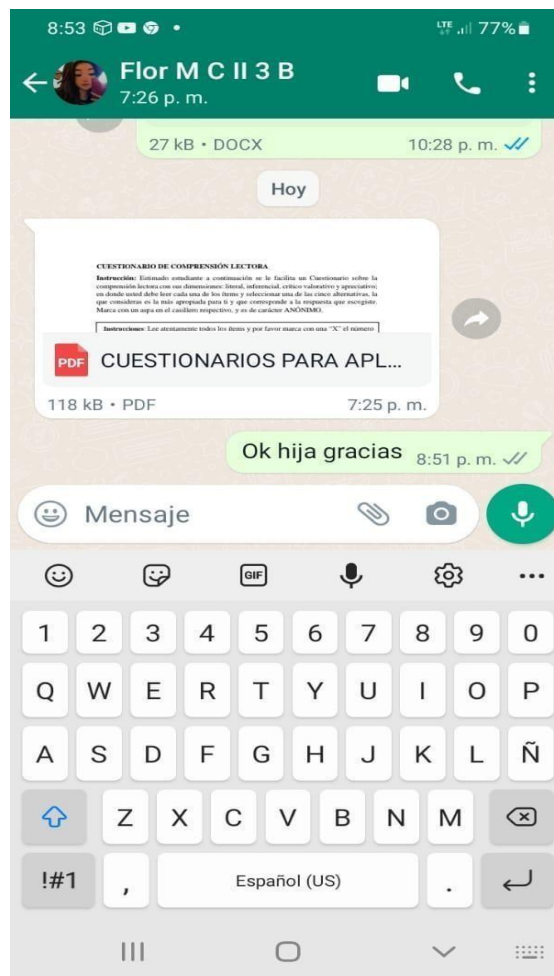 8:53
LTE 77%
Flor M C II 3 B
7:26 p. m.
27 kB • DOCX 10:28 p. m.
Hoy
CUESTIONARIO DE COMPRENSIÓN LECTORA
Instrucción: Estimado estudiante a continuación se le facilita un Cuestionario sobre la
comprensión lectora con sus dimensiones: literal, inferencial, crítico valorativo y apreciativo;
en donde usted debe leer cada una de los ítems y seleccionar una de las cinco alternativas, la
que consideras es la más apropiada para ti y que corresponde a la respuesta que escogiste.
Marca con un aspa en el casillero respectivo, y es de carácter ANÓNIMO.
Instrucciones: Lee atentamente todos los ítems y por favor marca con una "X" el número
PDF CUESTIONARIOS PARA APL...
118 kB • PDF 7:25 p. m.
Ok hija gracias 8:51 p. m.
Mensaje
GIF
1 2 3 4 5 6 7 8 9 0
Q W E R T Y U I O P
A S D F G H J K L Ñ
Z X C V B N M
!#1 , Español (US) .